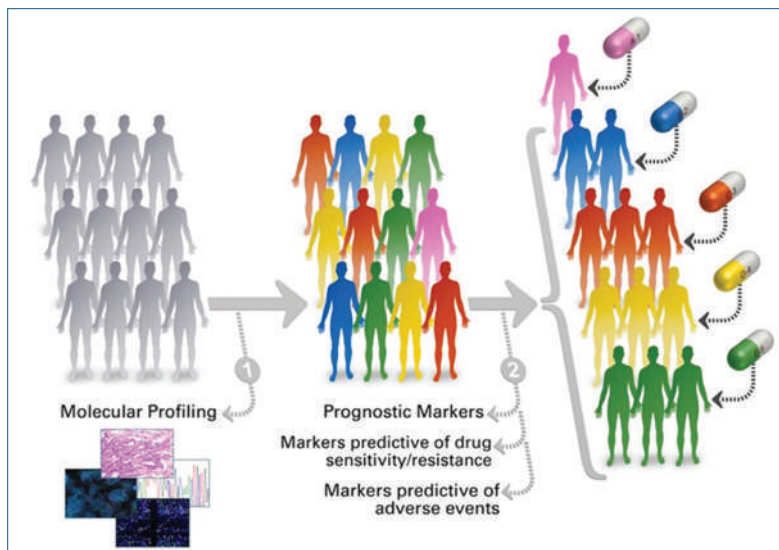 1
2
Molecular Profiling
Prognostic Markers
Markers predictive of drug
sensitivity/resistance
Markers predictive of
adverse events